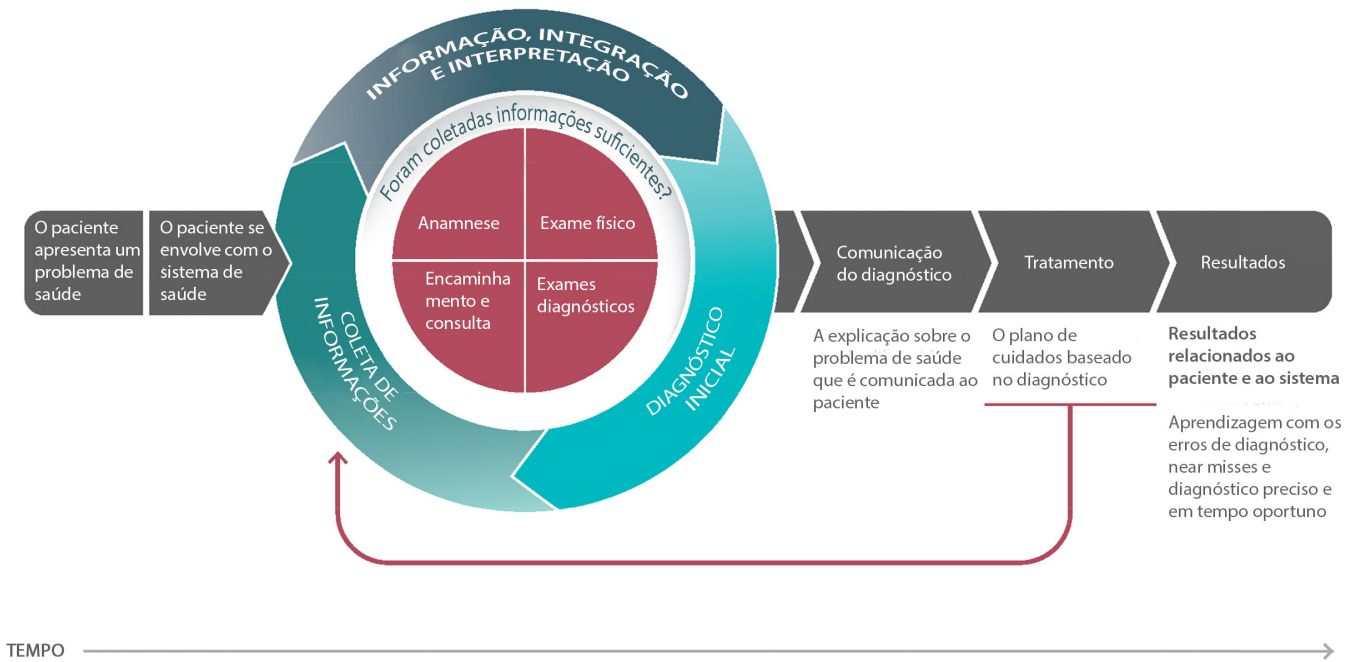 INFORMAÇÃO, INTEGRAÇÃO
E INTERPRETAÇÃO
Foram coletadas informações suficientes?
Anamnese
Exame físico
Encaminha
mento e
consulta
Exames
diagnósticos
COLETA DE
INFORMAÇÕES
DIAGNÓSTICO
INICIAL
O paciente
apresenta um
problema de
saúde
O paciente se
envolve com o
sistema de
saúde
Comunicação
do diagnóstico
Tratamento
Resultados
A explicação sobre o
problema de saúde
que é comunicada ao
paciente
O plano de
cuidados baseado
no diagnóstico
Resultados
relacionados ao
paciente e ao sistema
Aprendizagem com os
erros de diagnóstico,
near misses e
diagnóstico preciso e
em tempo oportuno
TEMPO